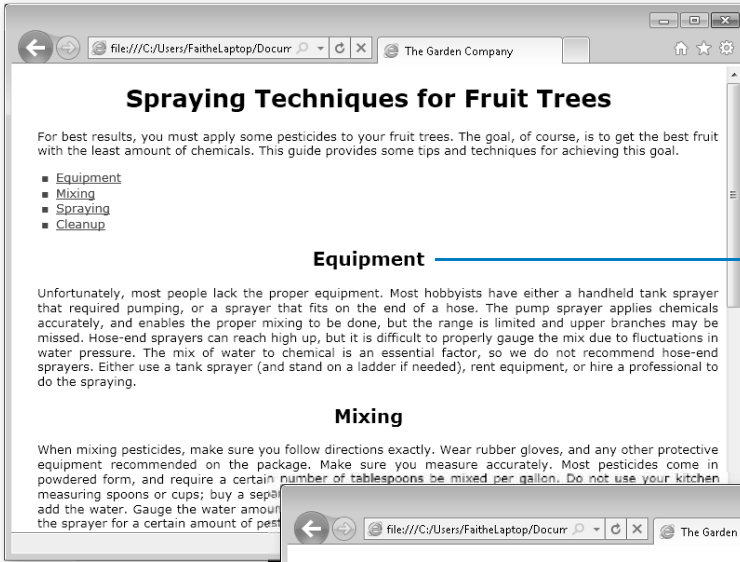 file:///C:/Users/FaitheLaptop/Docum
The Garden Company
Spraying Techniques for Fruit Trees
For best results, you must apply some pesticides to your fruit trees. The goal, of course, is to get the best fruit
with the least amount of chemicals. This guide provides some tips and techniques for achieving this goal.
Equipment
Mixing
Spraying
Cleanup
Equipment
Unfortunately, most people lack the proper equipment. Most hobbyists have either a handheld tank sprayer
that required pumping, or a sprayer that fits on the end of a hose. The pump sprayer applies chemicals
accurately, and enables the proper mixing to be done, but the range is limited and upper branches may be
missed. Hose-end sprayers can reach high up, but it is difficult to properly gauge the mix due to fluctuations in
water pressure. The mix of water to chemical is an essential factor, so we do not recommend hose-end
sprayers. Either use a tank sprayer (and stand on a ladder if needed), rent equipment, or hire a professional to
do the spraying.
Mixing
When mixing pesticides, make sure you follow directions exactly. Wear rubber gloves, and any other protective
equipment recommended on the package. Make sure you measure accurately. Most pesticides come in
powdered form, and require a certain number of tablespoons be mixed per gallon. Do not use your kitchen
measuring spoons or cups; buy a sepa
add the water. Gauge the water amou
the sprayer for a certain amount of pest
file:///C:/Users/FaitheLaptop/Docum
The Garden